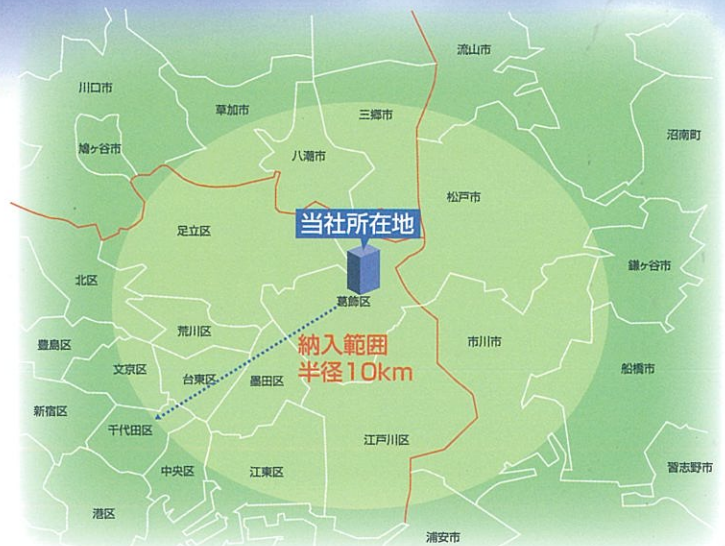 流山市
川口市
草加市
三郷市
沼南町
鳩ヶ谷市
八潮市
松戸市
足立区
当社所在地
鎌ヶ谷市
北区
葛飾区
荒川区
納入範囲
半径10km
市川市
豊島区
文京区
台東区
墨田区
船橋市
新宿区
千代田区
江戸川区
中央区
江東区
習志野市
港区
浦安市